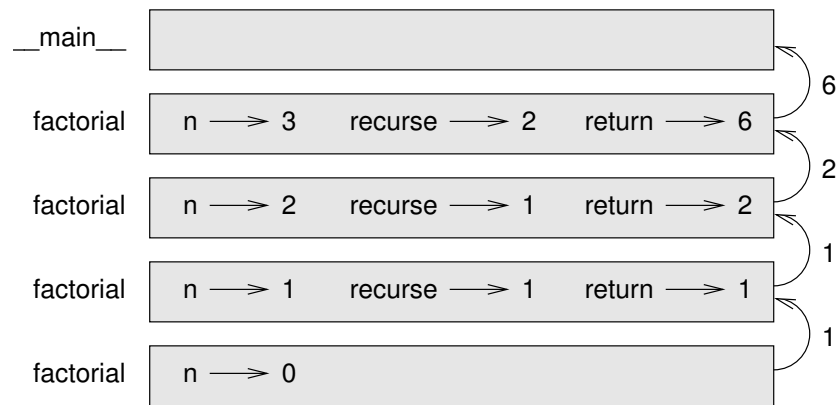 __main__
6
factorial n 3 recurse 2 return 6
2
factorial n 2 recurse 1 return 2
1
factorial n 1 recurse 1 return 1
1
factorial n 0